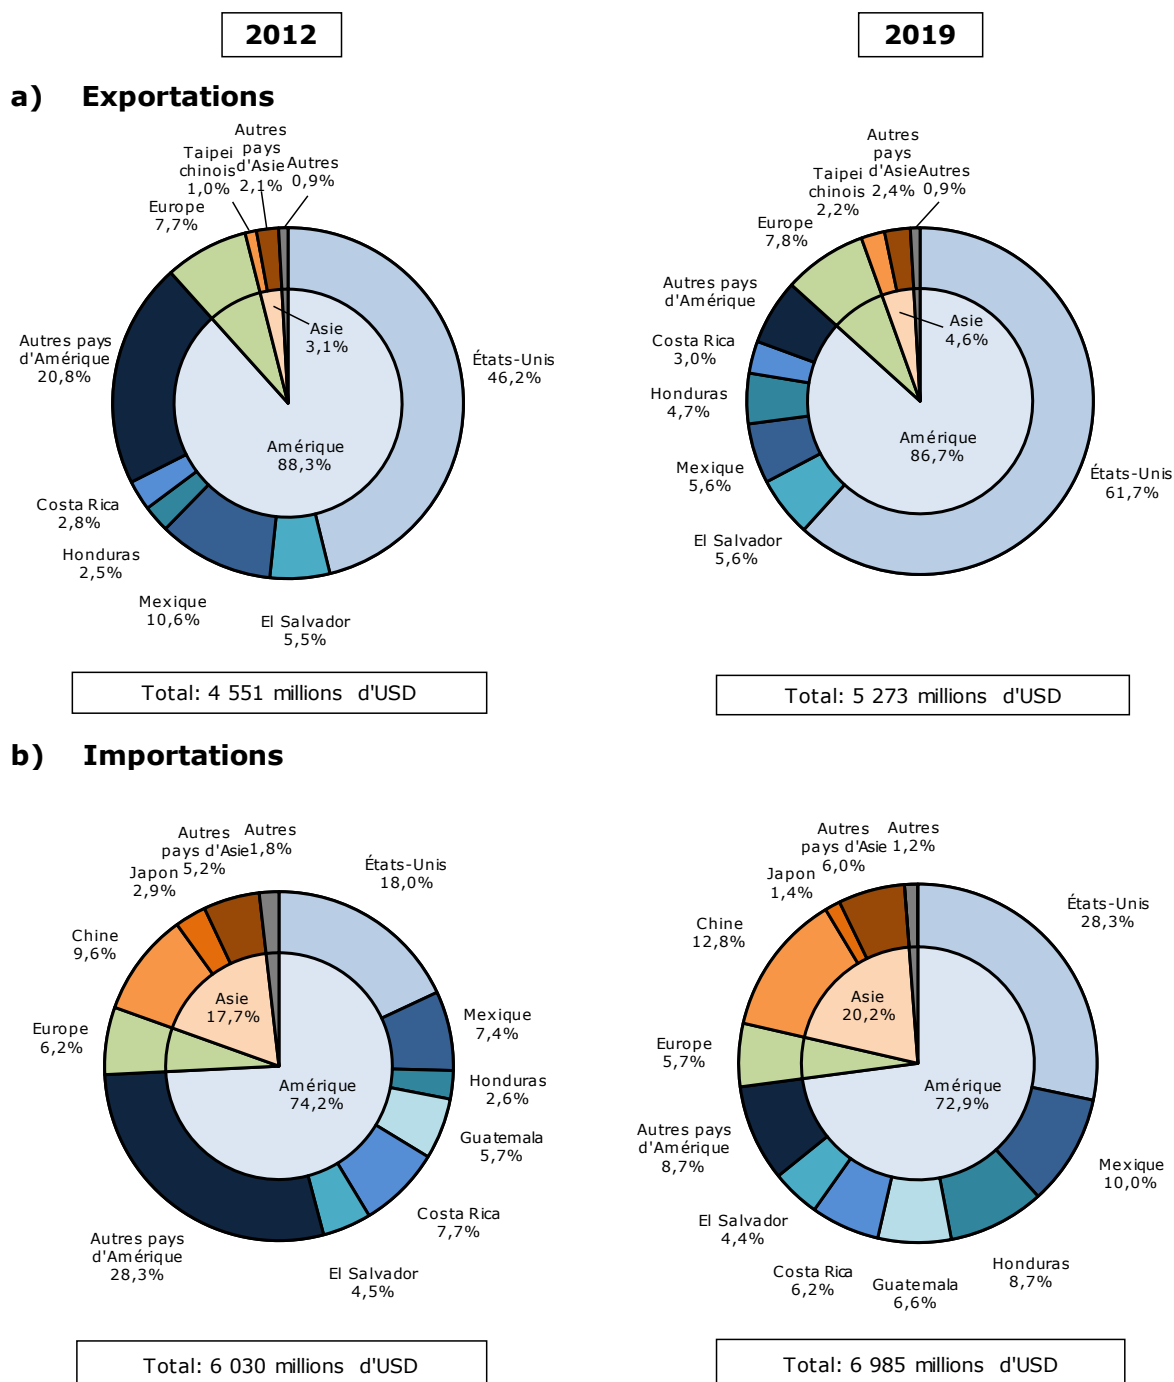 2012
2019
a) Exportations
Autres
pays
d'Asie
2,1%
Taipei
chinois
1,0%
Autres
0,9%
Europe
7,7%
Asie
3,1%
Autres pays
d'Amérique
20,8%
États-Unis
46,2%
Amérique
88,3%
Costa Rica
2,8%
Honduras
2,5%
Mexique
10,6%
El Salvador
5,5%
Total: 4 551 millions d'USD
Autres
pays
d'Asie
2,4%
Taipei
chinois
2,2%
Autres
0,9%
Europe
7,8%
Autres pays
d'Amérique
Asie
4,6%
Costa Rica
3,0%
Honduras
4,7%
Amérique
86,7%
Mexique
5,6%
États-Unis
61,7%
El Salvador
5,6%
Total: 5 273 millions d'USD
b) Importations
Autres
pays d'Asie
5,2%
Autres
1,8%
Japon
2,9%
États-Unis
18,0%
Chine
9,6%
Asie
17,7%
Mexique
7,4%
Europe
6,2%
Amérique
74,2%
Honduras
2,6%
Guatemala
5,7%
Costa Rica
7,7%
Autres pays
d'Amérique
28,3%
El Salvador
4,5%
Total: 6 030 millions d'USD
Autres
pays d'Asie
6,0%
Autres
1,2%
Japon
1,4%
États-Unis
28,3%
Chine
12,8%
Asie
20,2%
Europe
5,7%
Amérique
72,9%
Autres pays
d'Amérique
8,7%
Mexique
10,0%
El Salvador
4,4%
Costa Rica
6,2%
Guatemala
6,6%
Honduras
8,7%
Total: 6 985 millions d'USD